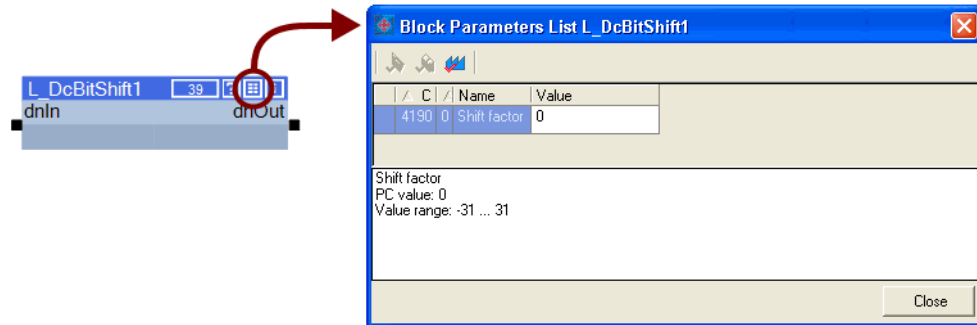 L_DcBitShift1 39 ?
dnIn dnOut
Block Parameters List L_DcBitShift1
C Name Value
4190 0 Shift factor 0
Shift factor
PC value: 0
Value range: -31 ... 31
Close